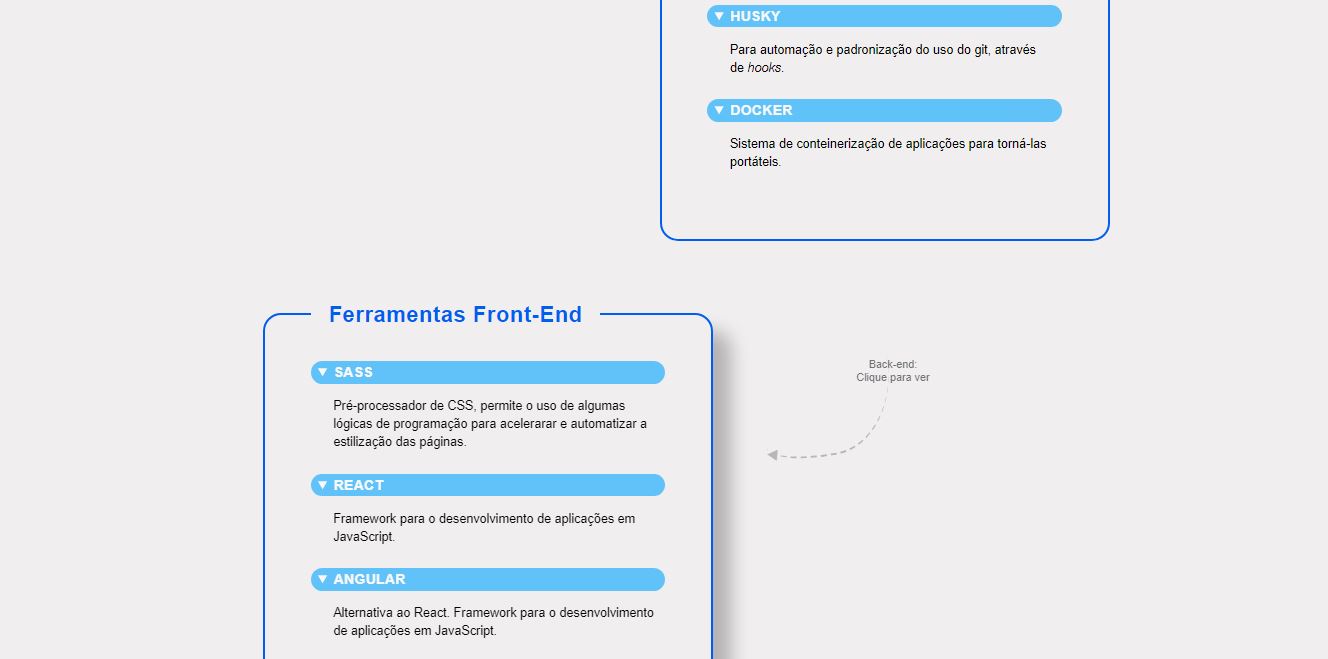 HUSKY
Para automação e padronização do uso do git, através
de hooks.
DOCKER
Sistema de conteinerização de aplicações para torná-las
portáteis.
Ferramentas Front-End
SASS
Pré-processador de CSS, permite o uso de algumas
lógicas de programação para acelerarar e automatizar a
estilização das páginas.
REACT
Framework para o desenvolvimento de aplicações em
JavaScript.
ANGULAR
Alternativa ao React. Framework para o desenvolvimento
de aplicações em JavaScript.
Back-end:
Clique para ver